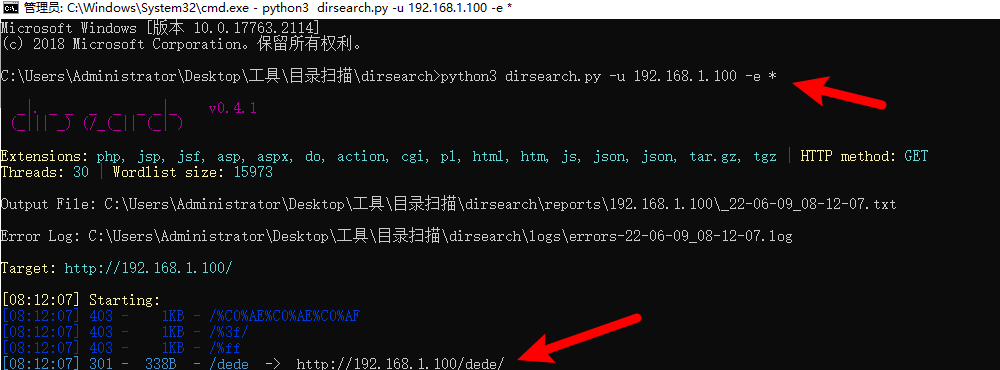 管理员: C:\Windows\System32\cmd.exe - python3 dirsearch.py -u 192.168.1.100 -e *
Microsoft Windows [版本 10.0.17763.2114]
(c) 2018 Microsoft Corporation。保留所有权利。
C:\Users\Administrator\Desktop\工具\目录扫描\dirsearch>python3 dirsearch.py -u 192.168.1.100 -e *
dirsearch v0.4.1
Extensions: php, jsp, jsf, asp, aspx, do, action, cgi, pl, html, htm, js, json, json, tar.gz, tgz | HTTP method: GET
Threads: 30 | Wordlist size: 15973
Output File: C:\Users\Administrator\Desktop\工具\目录扫描\dirsearch\reports\192.168.1.100\_22-06-09_08-12-07.txt
Error Log: C:\Users\Administrator\Desktop\工具\目录扫描\dirsearch\logs\errors-22-06-09_08-12-07.log
Target: http://192.168.1.100/
[08:12:07] Starting:
[08:12:07] 403 - 1KB - /%C0%AE%C0%AE%C0%AF
[08:12:07] 403 - 1KB - /%3f/
[08:12:07] 403 - 1KB - /%ff
[08:12:07] 301 - 338B - /dede -> http://192.168.1.100/dede/